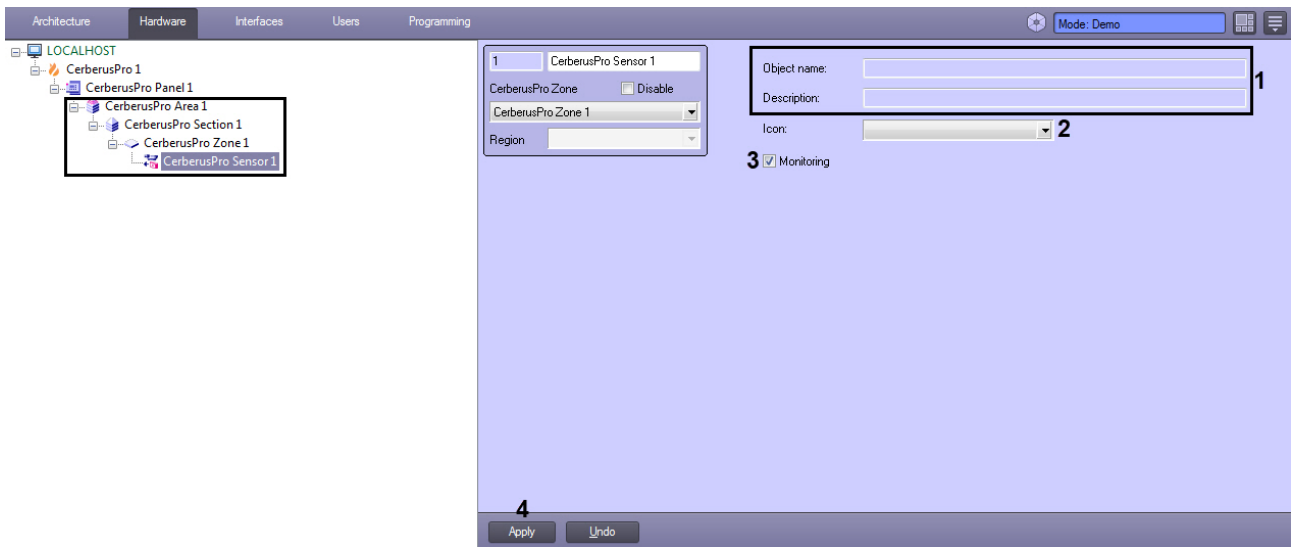 Architecture Hardware Interfaces Users Programming Mode: Demo
LOCALHOST
CerberusPro 1
CerberusPro Panel 1
CerberusPro Area 1
CerberusPro Section 1
CerberusPro Zone 1
CerberusPro Sensor 1
1 CerberusPro Sensor 1
CerberusPro Zone Disable
CerberusPro Zone 1
Region
Object name:
Description:
1
Icon: 2
3 Monitoring
4
Apply Undo